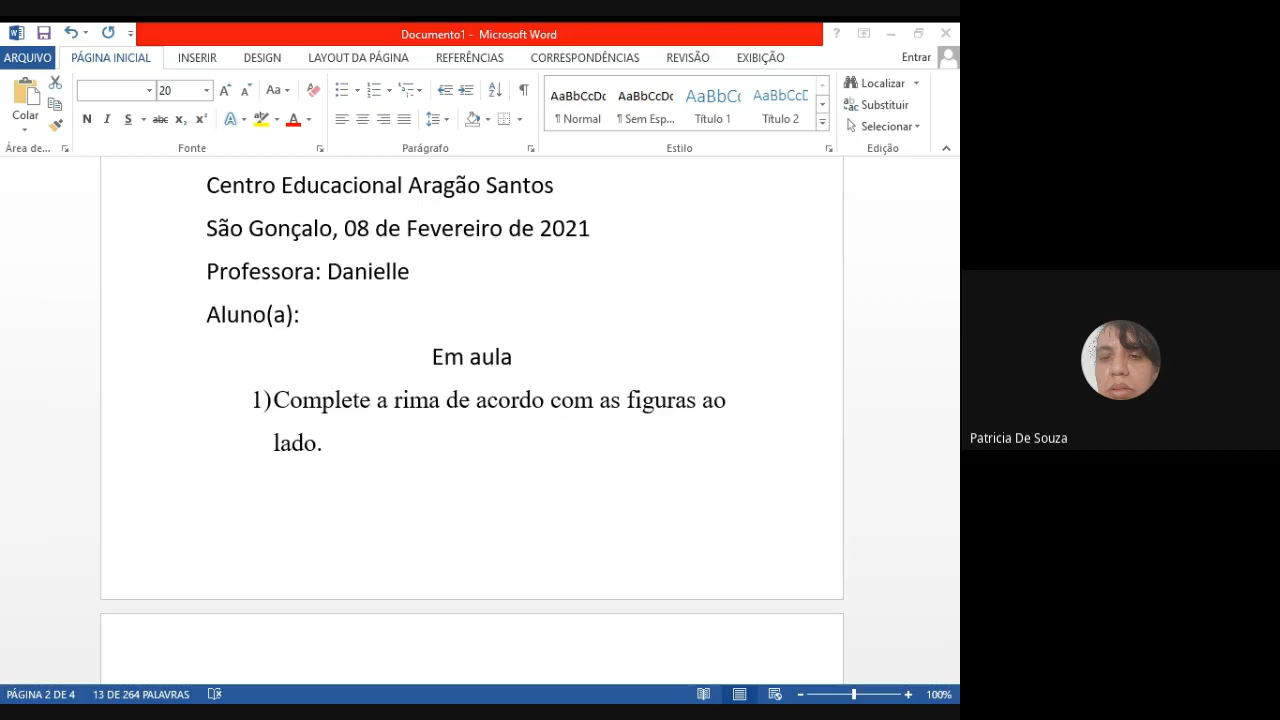 Documento1 - Microsoft Word
ARQUIVO PÁGINA INICIAL INSERIR DESIGN LAYOUT DA PÁGINA REFERÊNCIAS CORRESPONDÊNCIAS REVISÃO EXIBIÇÃO Entrar
20 Aa
AaBbCcDc AaBbCcDc AaBbC( AaBbCcD
Localizar
Colar
N I S abc x₂ x² A A
¶ Normal ¶ Sem Esp... Título 1 Título 2
Substituir
Selecionar
Área de... Fonte Parágrafo Estilo Edição
Centro Educacional Aragão Santos
São Gonçalo, 08 de Fevereiro de 2021
Professora: Danielle
Aluno(a):
Em aula
1)Complete a rima de acordo com as figuras ao
lado.
Patricia De Souza
PÁGINA 2 DE 4 13 DE 264 PALAVRAS 100%